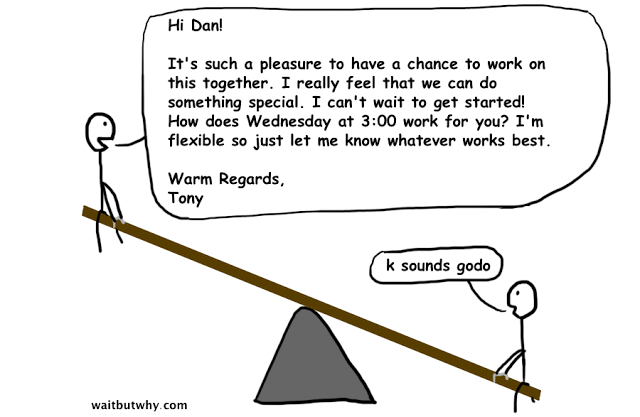 Hi Dan!
It's such a pleasure to have a chance to work on
this together. I really feel that we can do
something special. I can't wait to get started!
How does Wednesday at 3:00 work for you? I'm
flexible so just let me know whatever works best.
Warm Regards,
Tony
k sounds godo
waitbutwhy.com